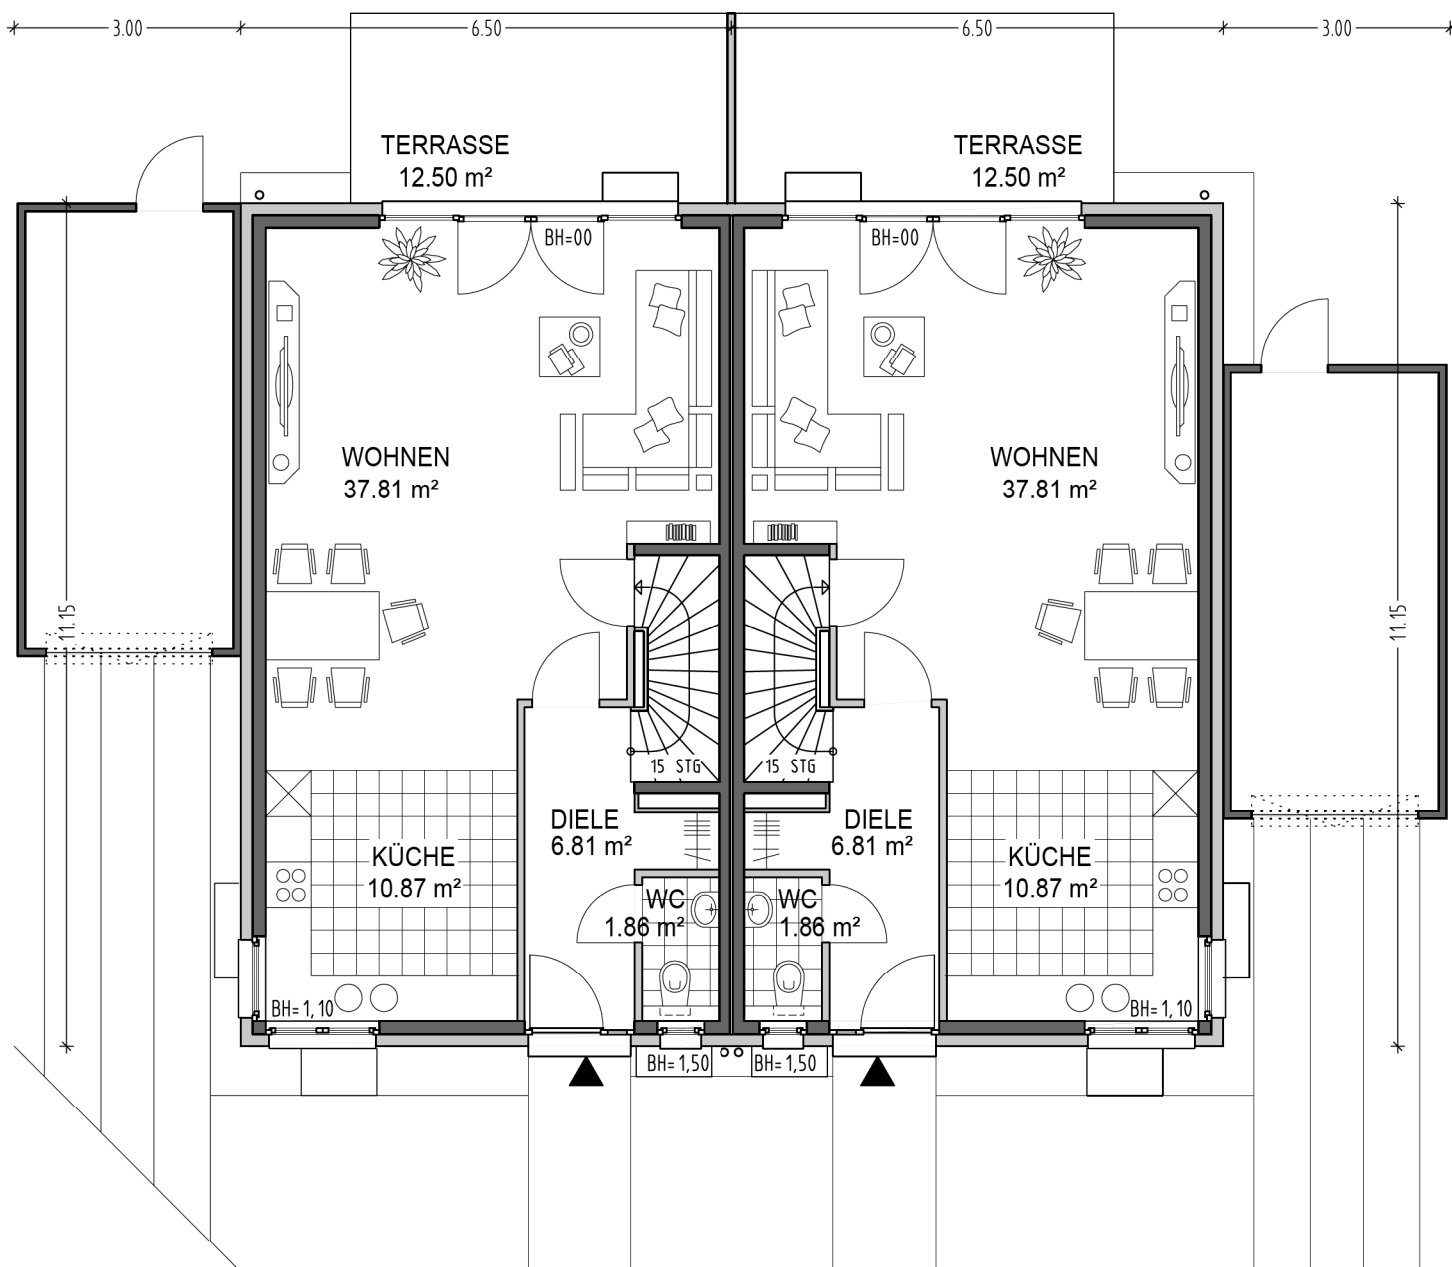 3.00 6.50 6.50 3.00
TERRASSE
12.50 m²
TERRASSE
12.50 m²
BH=00
BH=00
WOHNEN
37.81 m²
WOHNEN
37.81 m²
11.15
11.15
15 STG
15 STG
DIELE
6.81 m²
DIELE
6.81 m²
KÜCHE
10.87 m²
KÜCHE
10.87 m²
WC
1.86 m²
WC
1.86 m²
BH= 1,10
BH= 1,10
BH= 1,50
BH= 1,50